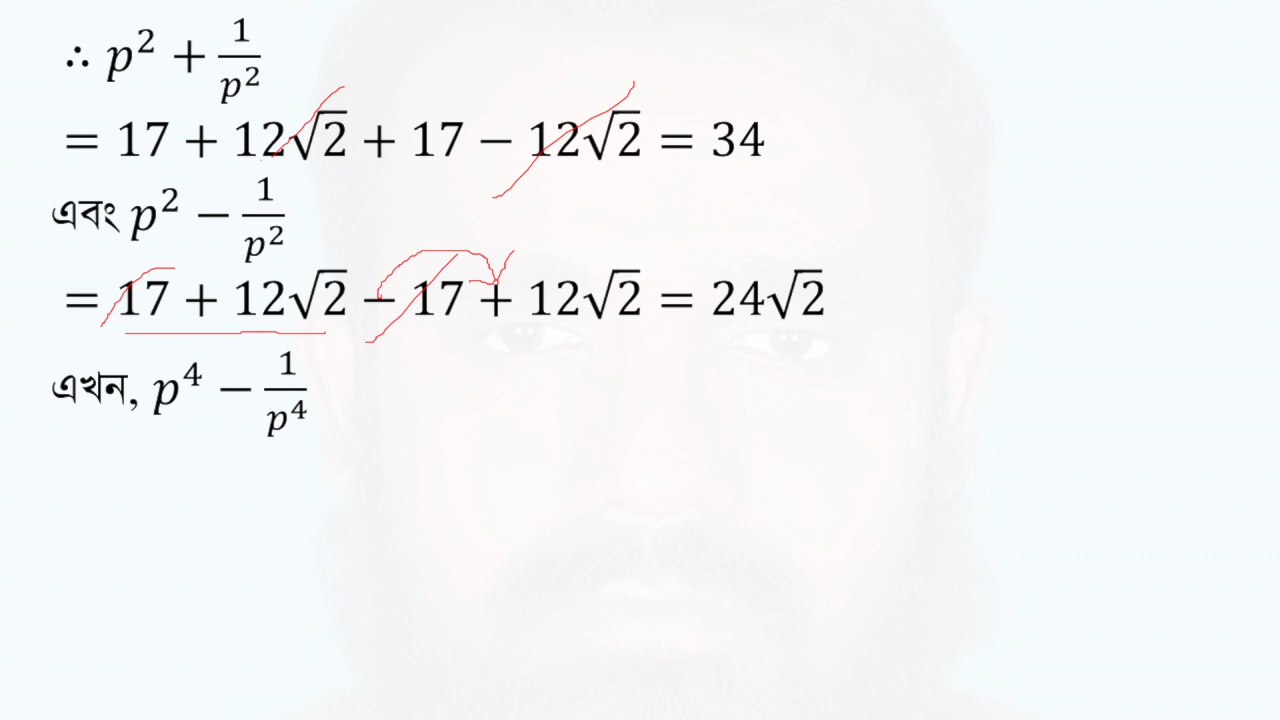 ∴ p² + 1/p²
= 17 + 12√2 + 17 − 12√2 = 34
এবং p² − 1/p²
= 17 + 12√2 − 17 + 12√2 = 24√2
এখন, p⁴ − 1/p⁴